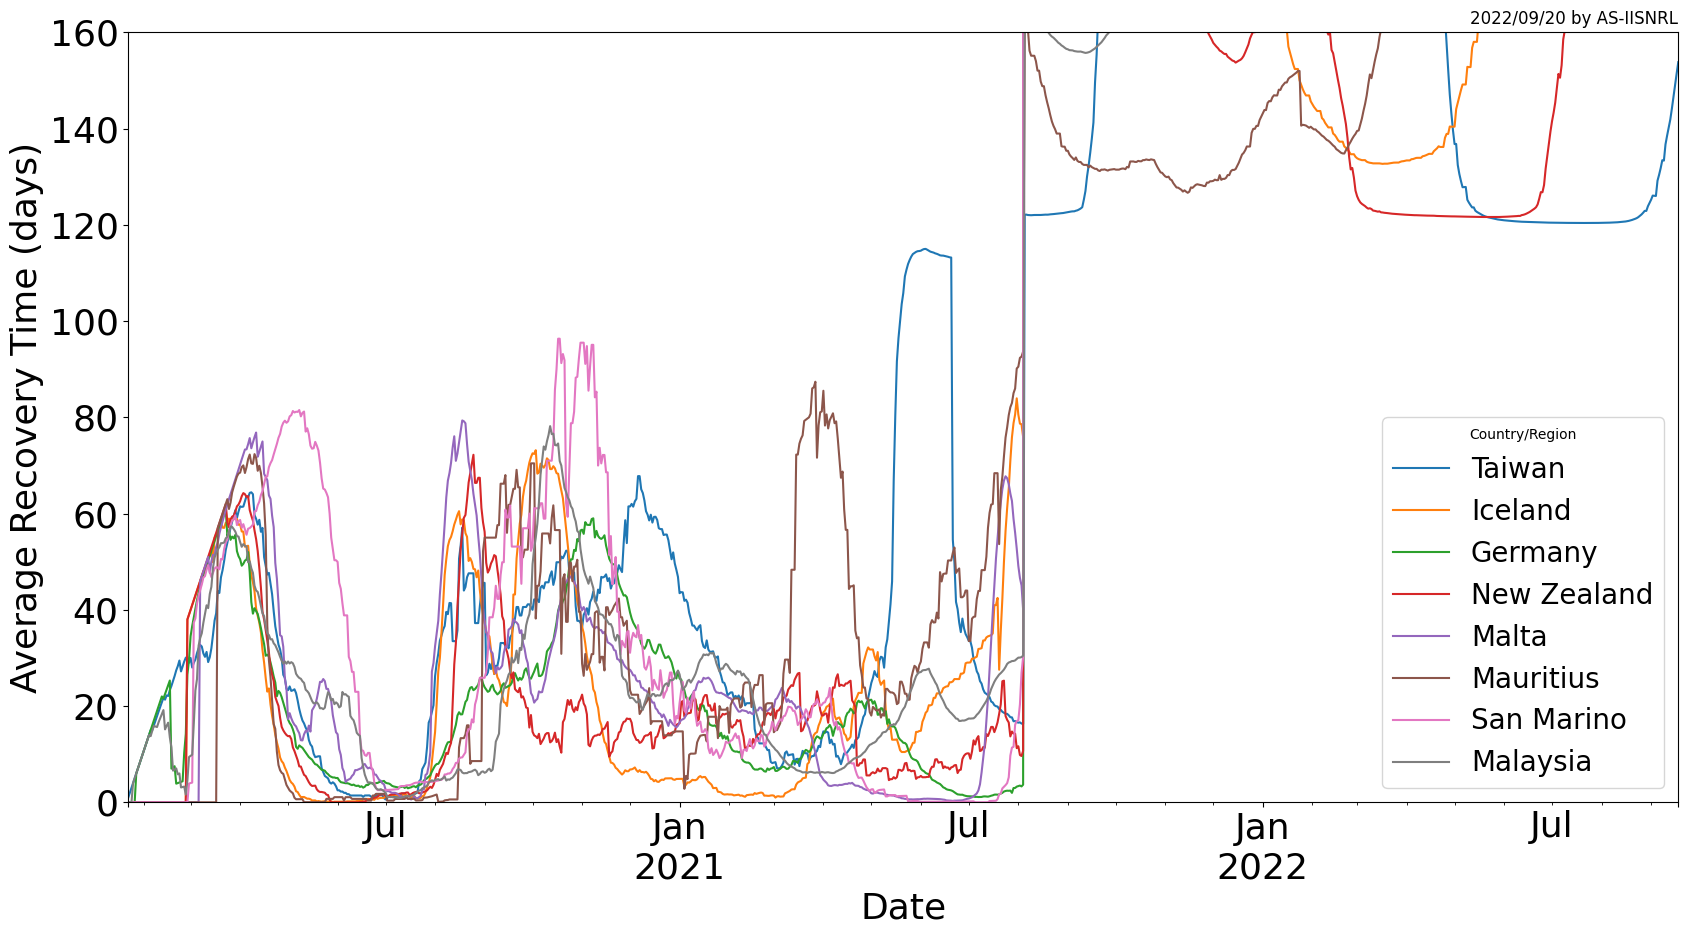 2022/09/20 by AS-IISNRL
160
140
120
100
80
60
40
20
0
Average Recovery Time (days)
Country/Region
Taiwan
Iceland
Germany
New Zealand
Malta
Mauritius
San Marino
Malaysia
Jul Jan Jul Jan Jul
2021 2022
Date